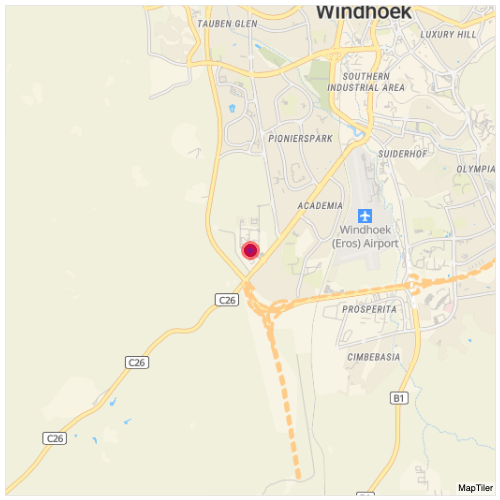 Windhoek
TAUBEN GLEN
LUXURY HILL
SOUTHERN
INDUSTRIAL AREA
PIONIERSPARK
SUIDERHOF
OLYMPIA
ACADEMIA
Windhoek
(Eros) Airport
C26
PROSPERITA
CIMBEBASIA
C26
B1
C26
MapTiler